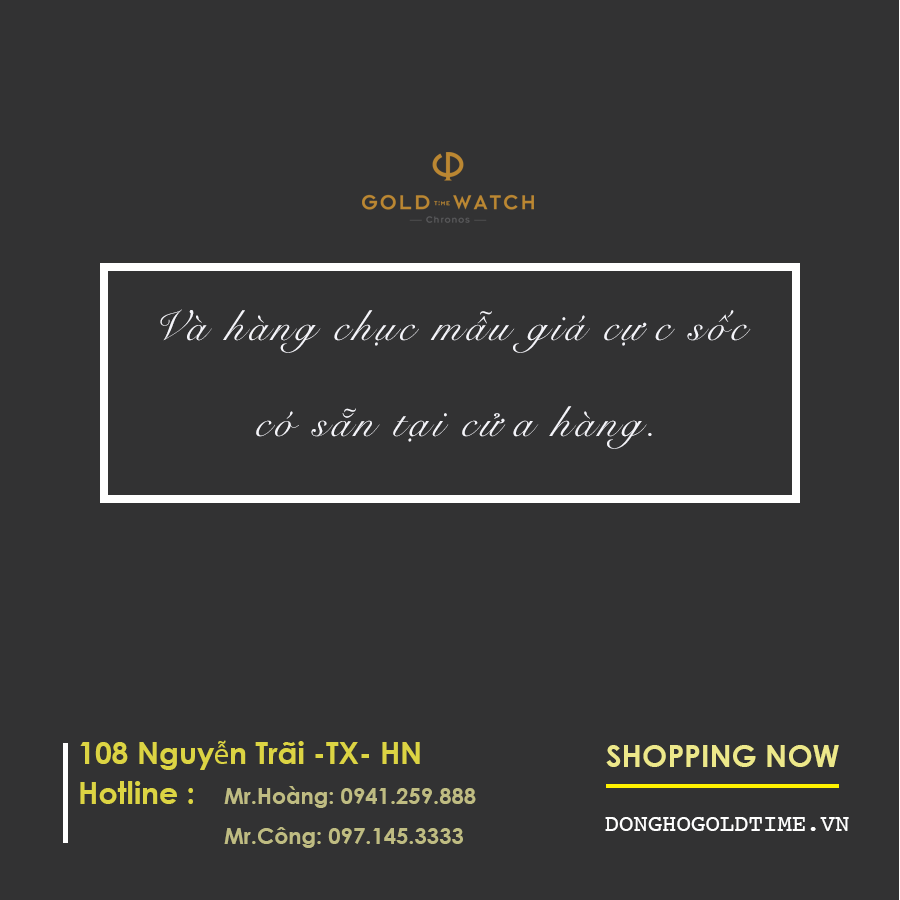 GOLD TIME WATCH
Chronos
Và hàng chục mẫu giá cực sốc
có sẵn tại cửa hàng.
108 Nguyễn Trãi -TX- HN
Hotline : Mr.Hoàng: 0941.259.888
Mr.Công: 097.145.3333
SHOPPING NOW
DONGHOGOLDTIME.VN